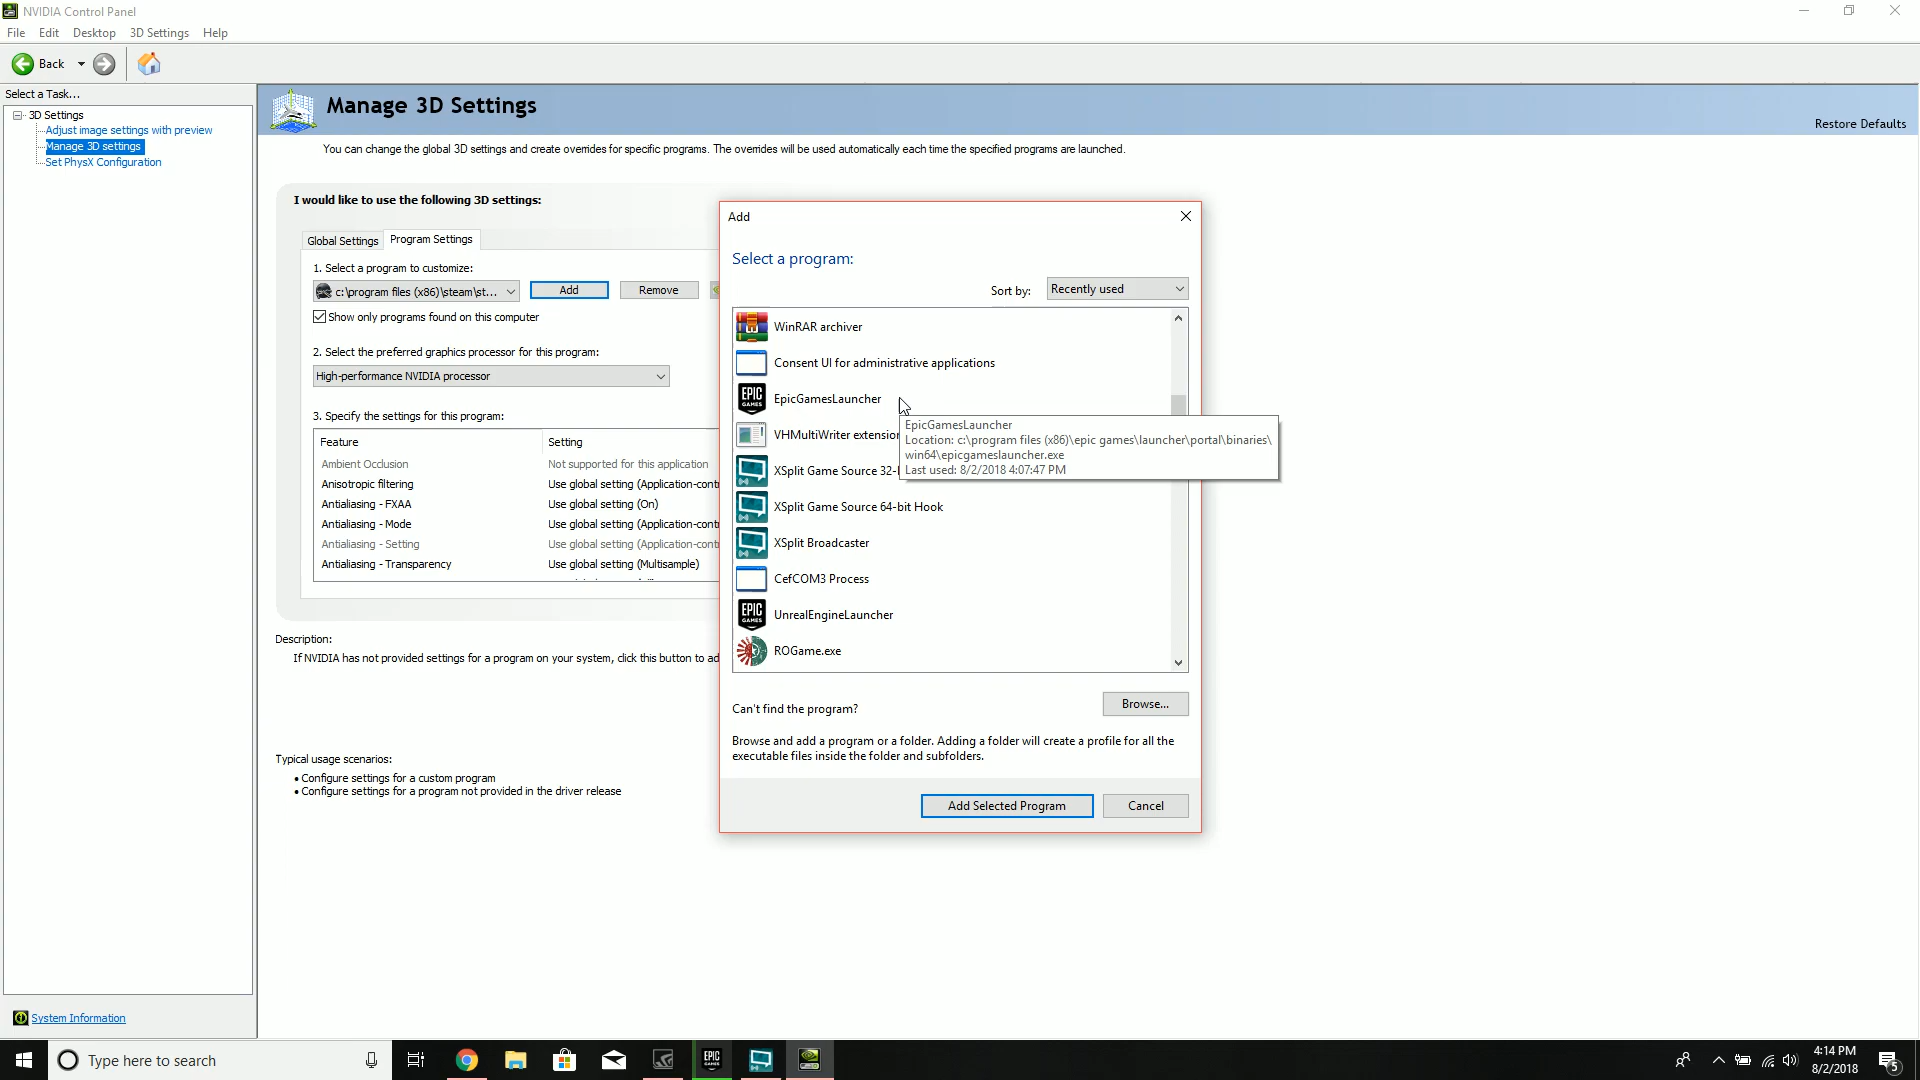 NVIDIA Control Panel
File Edit Desktop 3D Settings Help
Back
Select a Task...
3D Settings
Adjust image settings with preview
Manage 3D settings
Set PhysX Configuration
System Information
Manage 3D Settings
Restore Defaults
You can change the global 3D settings and create overrides for specific programs. The overrides will be used automatically each time the specified programs are launched.
I would like to use the following 3D settings:
Global Settings Program Settings
1. Select a program to customize:
c:\program files (x86)\steam\st... Add Remove
Show only programs found on this computer
2. Select the preferred graphics processor for this program:
High-performance NVIDIA processor
3. Specify the settings for this program:
Feature Setting
Ambient Occlusion Not supported for this application
Anisotropic filtering Use global setting (Application-contr
Antialiasing - FXAA Use global setting (On)
Antialiasing - Mode Use global setting (Application-contr
Antialiasing - Setting Use global setting (Application-contr
Antialiasing - Transparency Use global setting (Multisample)
Description:
If NVIDIA has not provided settings for a program on your system, click this button to ad
Typical usage scenarios:
• Configure settings for a custom program
• Configure settings for a program not provided in the driver release
Add
Select a program:
Sort by: Recently used
WinRAR archiver
Consent UI for administrative applications
EPIC GAMES EpicGamesLauncher
VHMultiWriter extension
XSplit Game Source 32-
XSplit Game Source 64-bit Hook
XSplit Broadcaster
CefCOM3 Process
EPIC GAMES UnrealEngineLauncher
ROGame.exe
EpicGamesLauncher
Location: c:\program files (x86)\epic games\launcher\portal\binaries\
win64\epicgameslauncher.exe
Last used: 8/2/2018 4:07:47 PM
Can't find the program? Browse...
Browse and add a program or a folder. Adding a folder will create a profile for all the
executable files inside the folder and subfolders.
Add Selected Program Cancel
Type here to search
EPIC GAMES
4:14 PM
8/2/2018
5